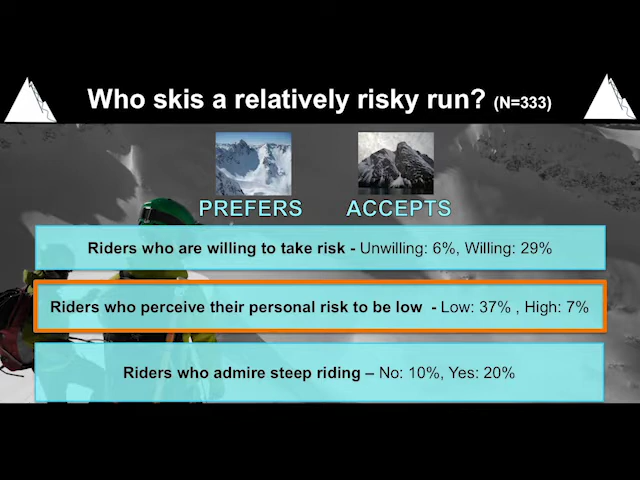 Who skis a relatively risky run? (N=333)
PREFERS ACCEPTS
Riders who are willing to take risk - Unwilling: 6%, Willing: 29%
Riders who perceive their personal risk to be low - Low: 37% , High: 7%
Riders who admire steep riding – No: 10%, Yes: 20%